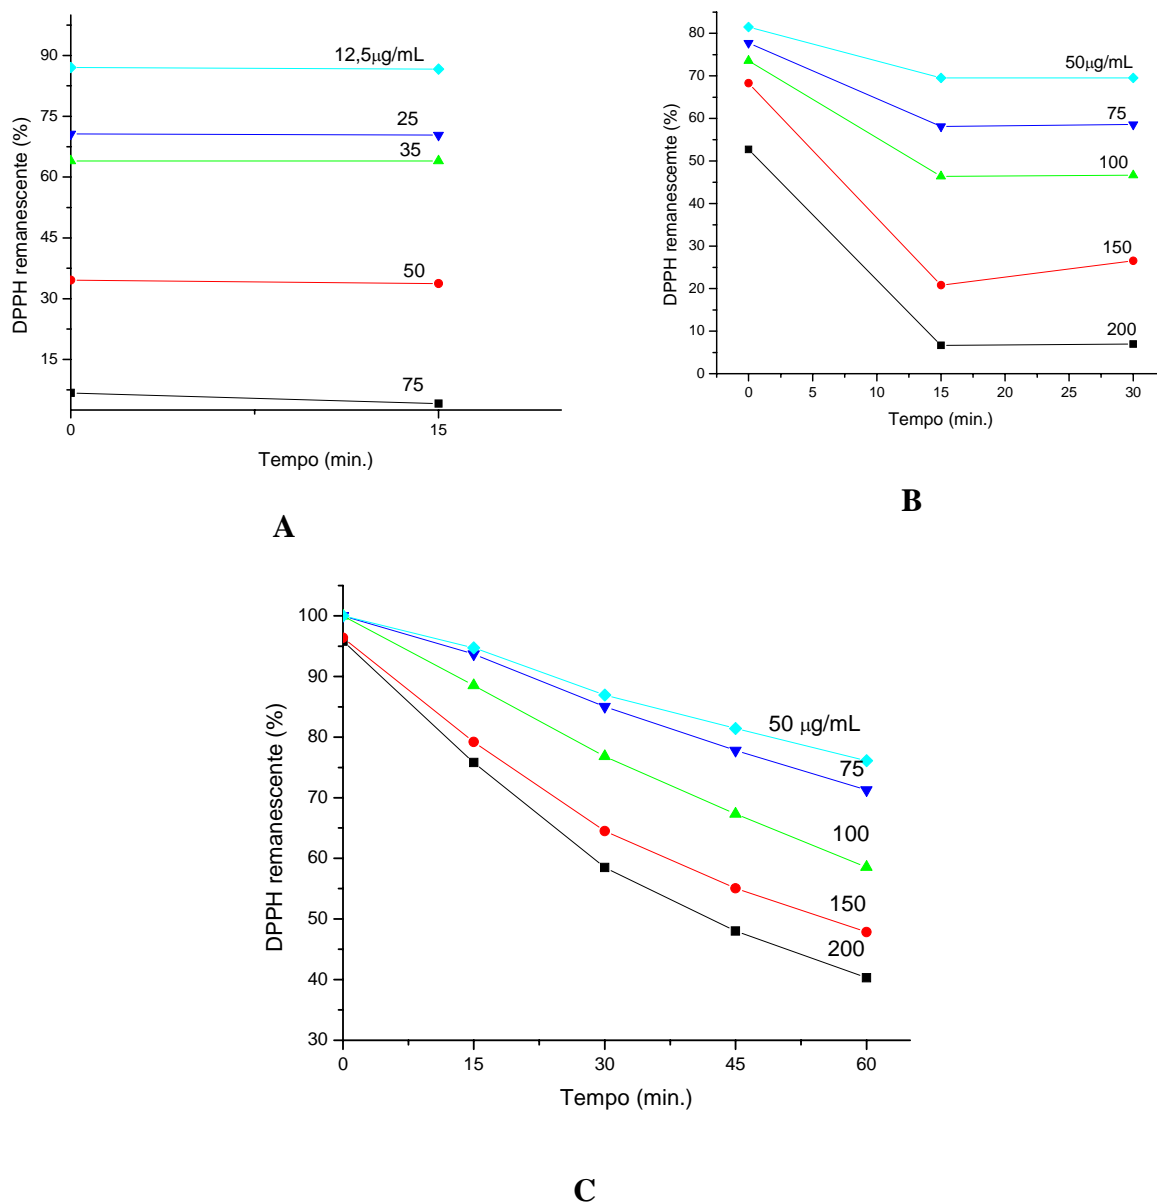 12,5μg/mL
90
75
25
35
60
45
50
30
15
75
0
15
DPPH remanescente (%)
Tempo (min.)
A
80
50μg/mL
70
60
75
50
100
40
30
150
20
10
200
0
0 5 10 15 20 25 30
DPPH remanescemte (%)
Tempo (min.)
B
100
90
80
50 μg/mL
75
70
100
60
150
50
200
40
30
0 15 30 45 60
DPPH remanescente (%)
Tempo (min.)
C